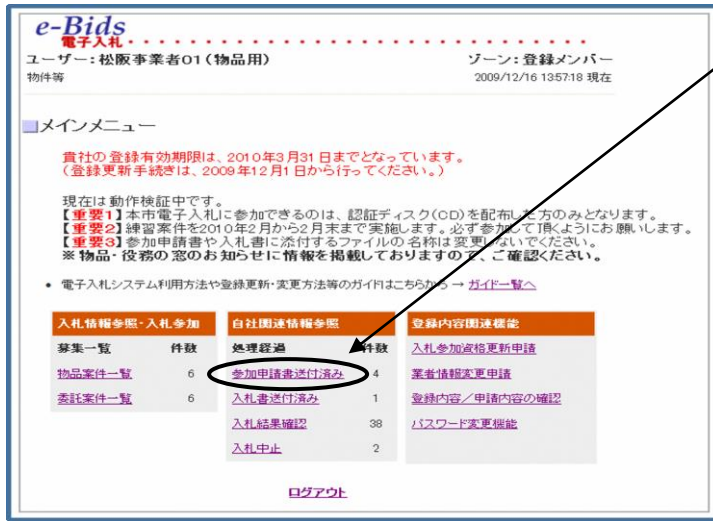 e-Bids
電子入札
ユーザー:松阪事業者01(物品用)
ゾーン:登録メンバー
物件等
2009/12/16 13:57:18 現在
メインメニュー
貴社の登録有効期限は、2010年3月31日までとなっています。
(登録更新手続きは、2009年12月1日から行ってください。)
現在は動作検証中です。
【重要1】本市電子入札に参加できるのは、認証ディスク(CD)を配布した方のみとなります。
【重要2】練習案件を2010年2月から2月末まで実施します。必ず参加して頂くようにお願いします。
【重要3】参加申請書や入札書に添付するファイルの名称は変更しないでください。
※物品・役務の窓のお知らせに情報を掲載しておりますので、ご確認ください。
・ 電子入札システム利用方法や登録更新・変更方法等のガイドはこちらから → ガイド一覧へ
入札情報参照・入札参加
募集一覧 件数
物品案件一覧 6
委託案件一覧 6
自社関連情報参照
処理経過 件数
参加申請書送付済み 4
入札書送付済み 1
入札結果確認 38
入札中止 2
登録内容関連機能
入札参加資格更新申請
業者情報変更申請
登録内容/申請内容の確認
パスワード変更機能
ログアウト